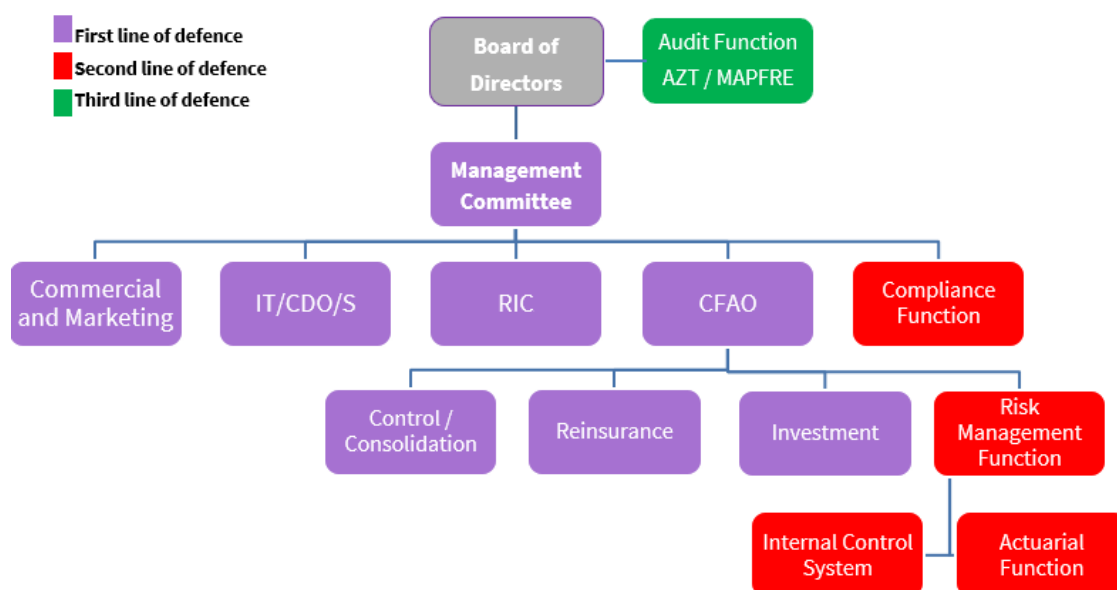 First line of defence
Second line of defence
Third line of defence
Board of
Directors
Audit Function
AZT / MAPFRE
Management
Committee
Commercial
and Marketing
IT/CDO/S
RIC
CFAO
Compliance
Function
Control /
Consolidation
Reinsurance
Investment
Risk
Management
Function
Internal Control
System
Actuarial
Function